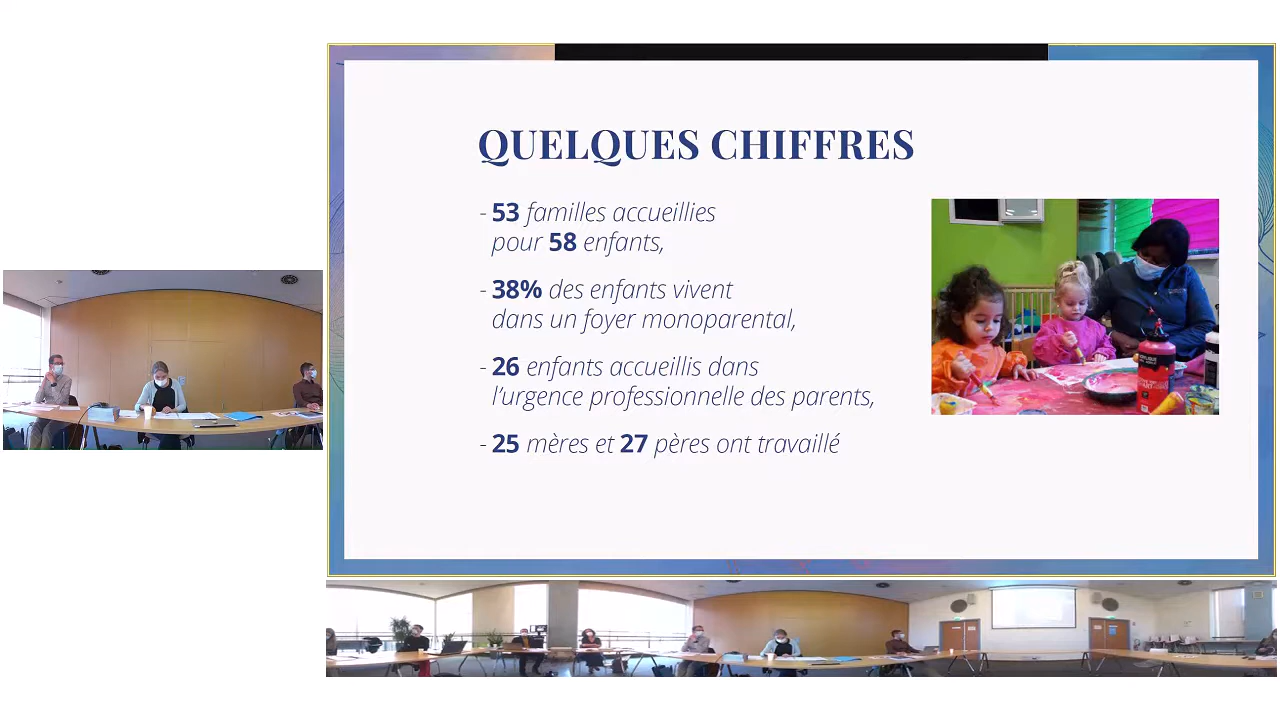 QUELQUES CHIFFRES
- 53 familles accueillies
pour 58 enfants,
- 38% des enfants vivent
dans un foyer monoparental,
- 26 enfants accueillis dans
l’urgence professionnelle des parents,
- 25 mères et 27 pères ont travaillé